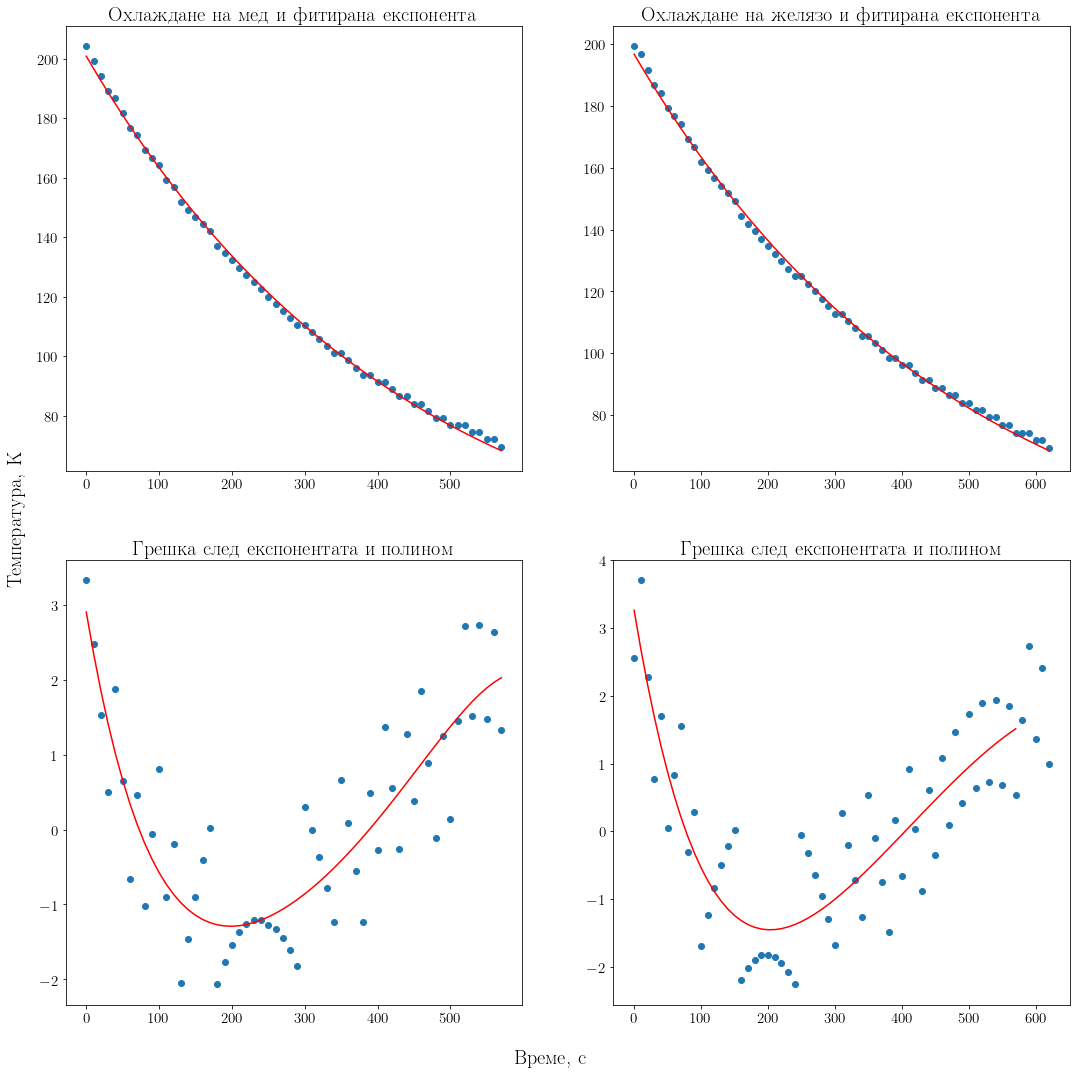 Охлаждане на мед и фитирана експонента
Охлаждане на желязо и фитирана експонента
200
180
160
140
120
100
80
0 100 200 300 400 500
200
180
160
140
120
100
80
0 100 200 300 400 500 600
Температура, К
Грешка след експонентата и полином
Грешка след експонентата и полином
3
2
1
0
−1
−2
0 100 200 300 400 500
4
3
2
1
0
−1
−2
0 100 200 300 400 500 600
Време, с